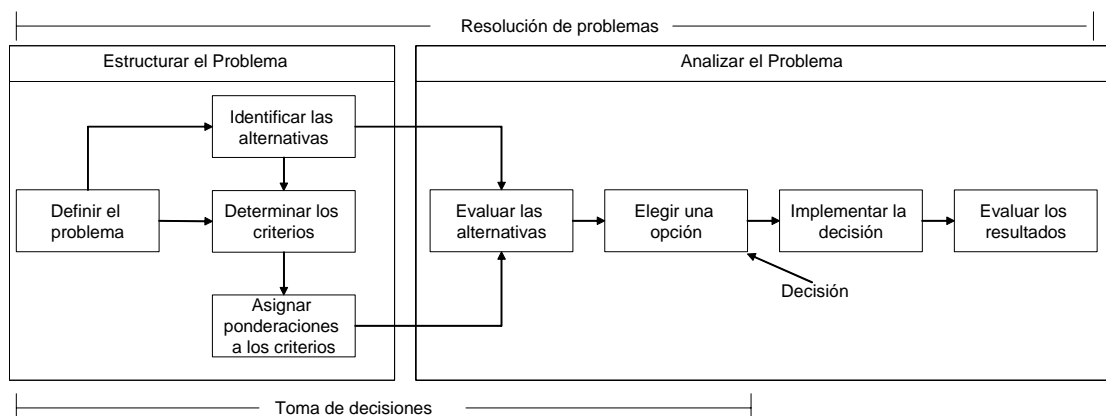 Resolución de problemas
Estructurar el Problema
Analizar el Problema
Identificar las
alternativas
Definir el
problema
Determinar los
criterios
Evaluar las
alternativas
Elegir una
opción
Implementar la
decisión
Evaluar los
resultados
Decisión
Asignar
ponderaciones
a los criterios
Toma de decisiones